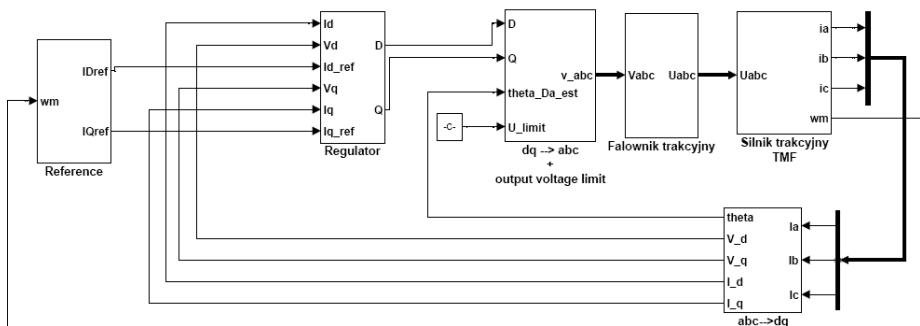 wm
IDref
IQref
Reference
Id
Vd
Id_ref
Vq
Iq
Iq_ref
D
Q
Regulator
-C-
D
Q
theta_Da_est
U_limit
v_abc
dq --> abc
+
output voltage limit
Vabc
Uabc
Falownik trakcyjny
Uabc
ia
ib
ic
wm
Silnik trakcyjny
TMF
theta
V_d
V_q
I_d
I_q
Ia
Ib
Ic
abc-->dq